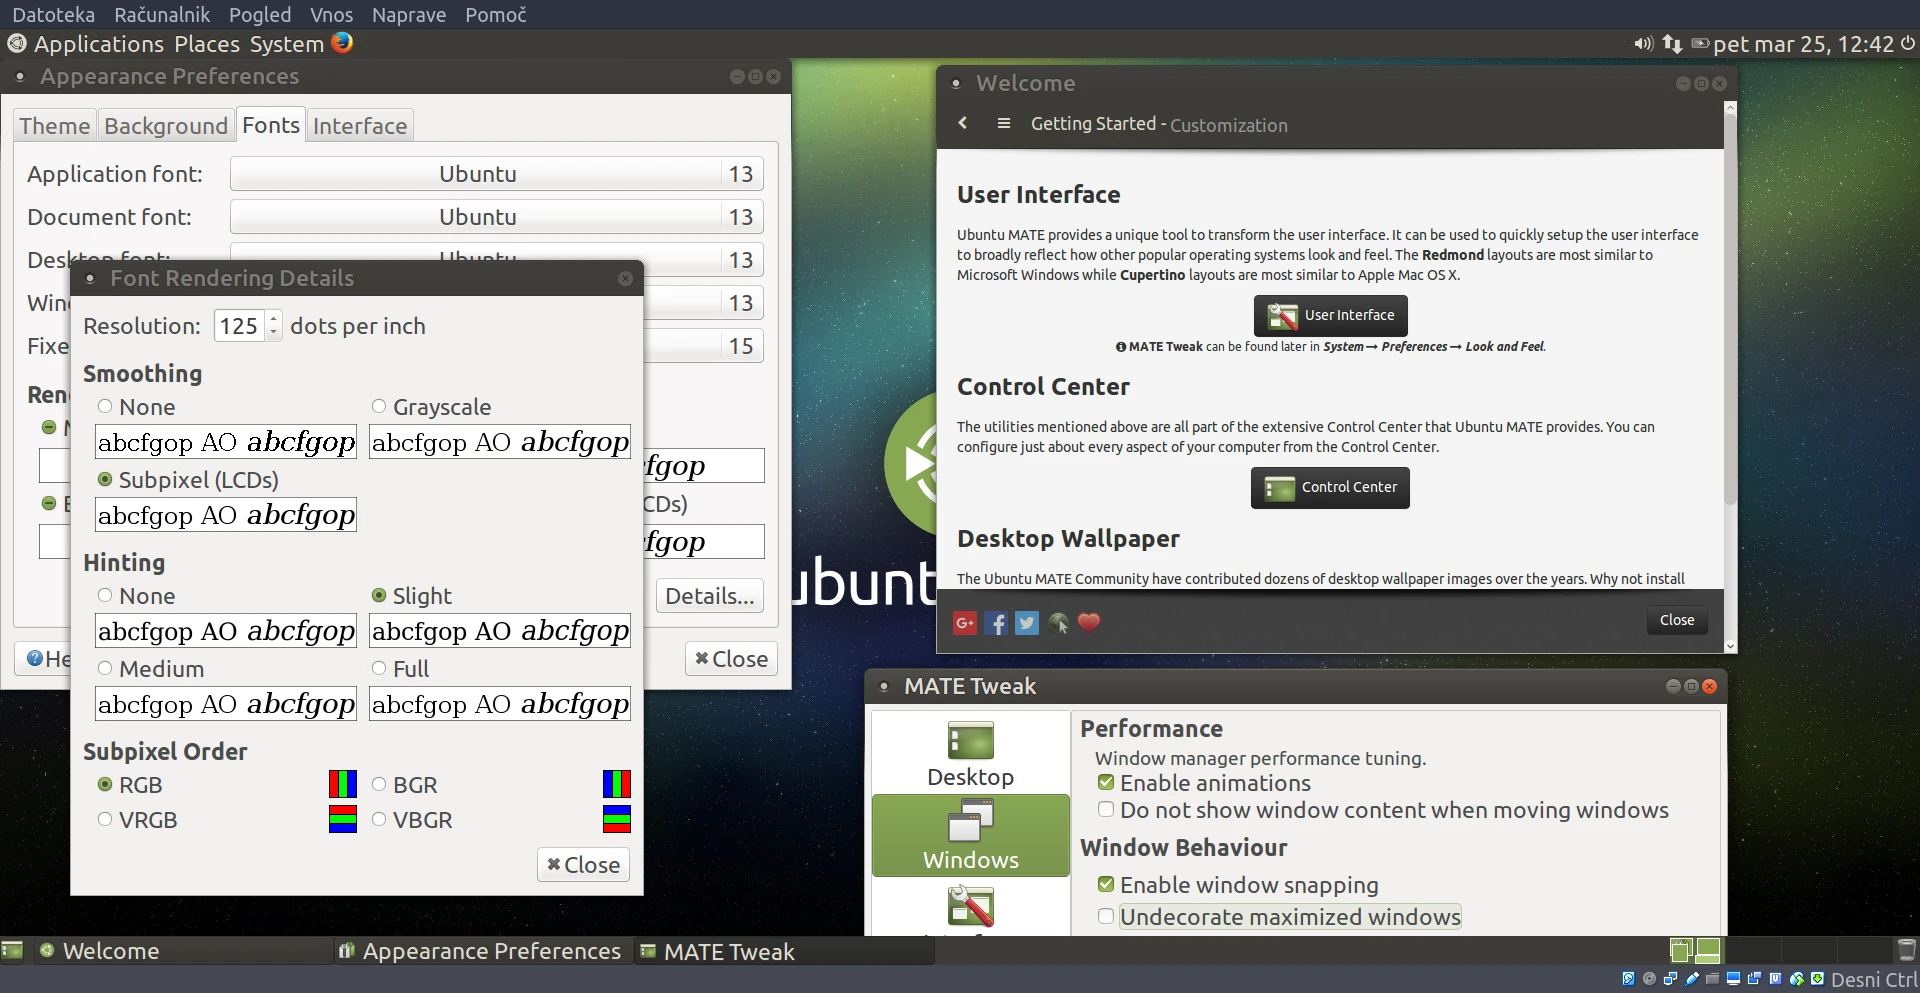 Datoteka Računalnik Pogled Vnos Naprave Pomoč
Applications Places System pet mar 25, 12:42
Appearance Preferences
Theme Background Fonts Interface
Application font: Ubuntu 13
Document font: Ubuntu 13
Desktop font: Ubuntu 13
13
15
fgop
CDs)
fgop
Details...
Close
Font Rendering Details
Resolution: 125 dots per inch
Smoothing
None Grayscale
abcfgop AO abcfgop abcfgop AO abcfgop
Subpixel (LCDs)
abcfgop AO abcfgop
Hinting
None Slight
abcfgop AO abcfgop abcfgop AO abcfgop
Medium Full
abcfgop AO abcfgop abcfgop AO abcfgop
Subpixel Order
RGB BGR
VRGB VBGR
Close
Welcome
Getting Started - Customization
User Interface
Ubuntu MATE provides a unique tool to transform the user interface. It can be used to quickly setup the user interface
to broadly reflect how other popular operating systems look and feel. The Redmond layouts are most similar to
Microsoft Windows while Cupertino layouts are most similar to Apple Mac OS X.
User Interface
MATE Tweak can be found later in System→ Preferences→ Look and Feel.
Control Center
The utilities mentioned above are all part of the extensive Control Center that Ubuntu MATE provides. You can
configure just about every aspect of your computer from the Control Center.
Control Center
Desktop Wallpaper
The Ubuntu MATE Community have contributed dozens of desktop wallpaper images over the years. Why not install
Close
ubunt
MATE Tweak
Desktop
Windows
Performance
Window manager performance tuning.
Enable animations
Do not show window content when moving windows
Window Behaviour
Enable window snapping
Undecorate maximized windows
Welcome Appearance Preferences MATE Tweak
Desni Ctrl